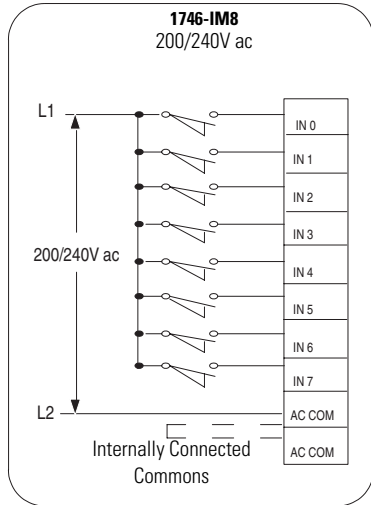 1746-IM8
200/240V ac
L1
IN 0
IN 1
IN 2
IN 3
200/240V ac
IN 4
IN 5
IN 6
IN 7
L2
AC COM
Internally Connected
Commons
AC COM